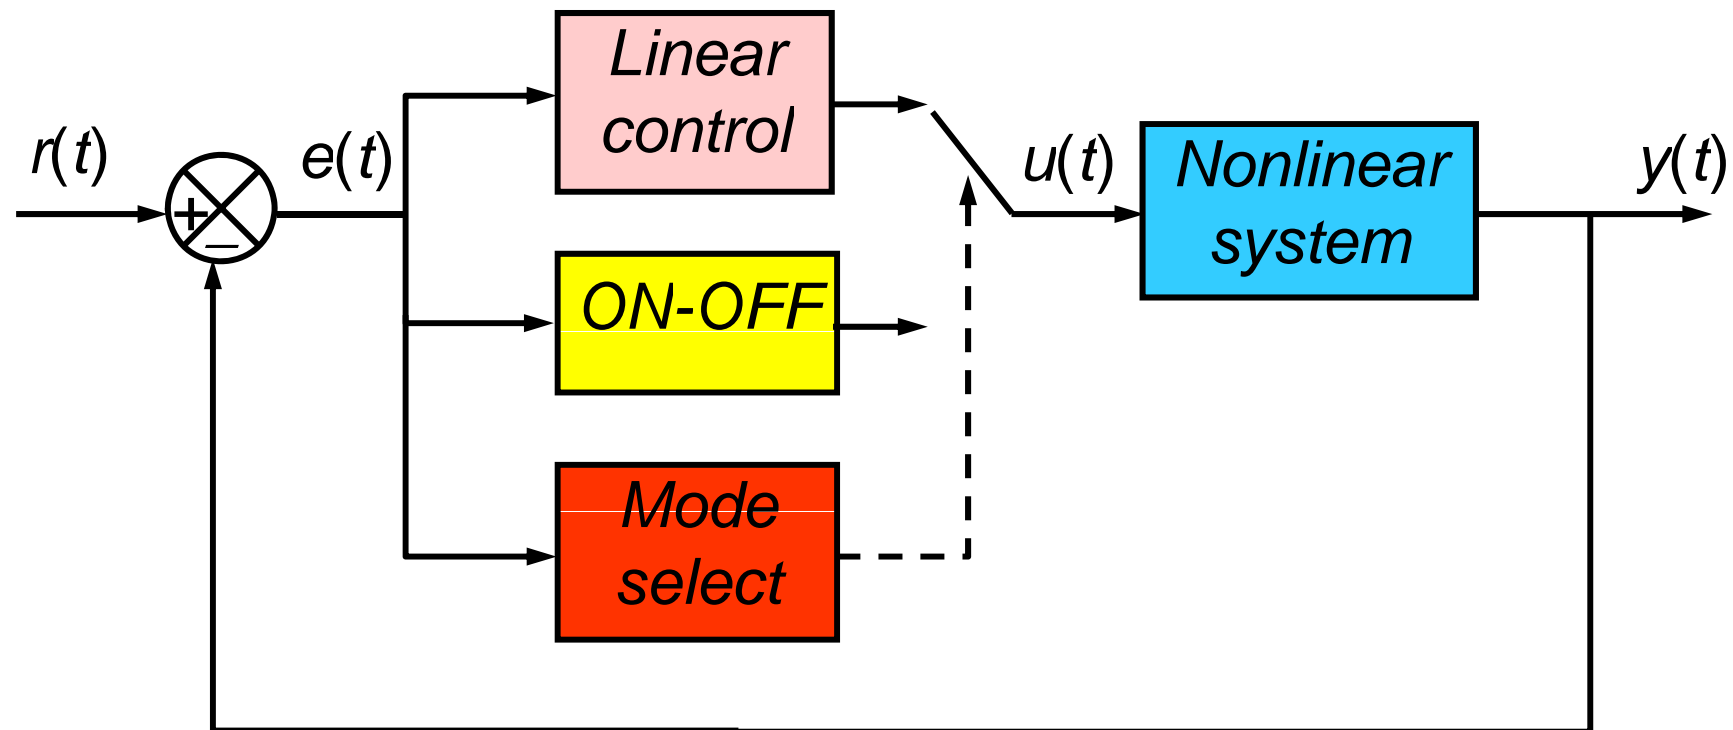 r(t)
+
–
e(t)
Linear
control
ON-OFF
Mode
select
u(t)
Nonlinear
system
y(t)